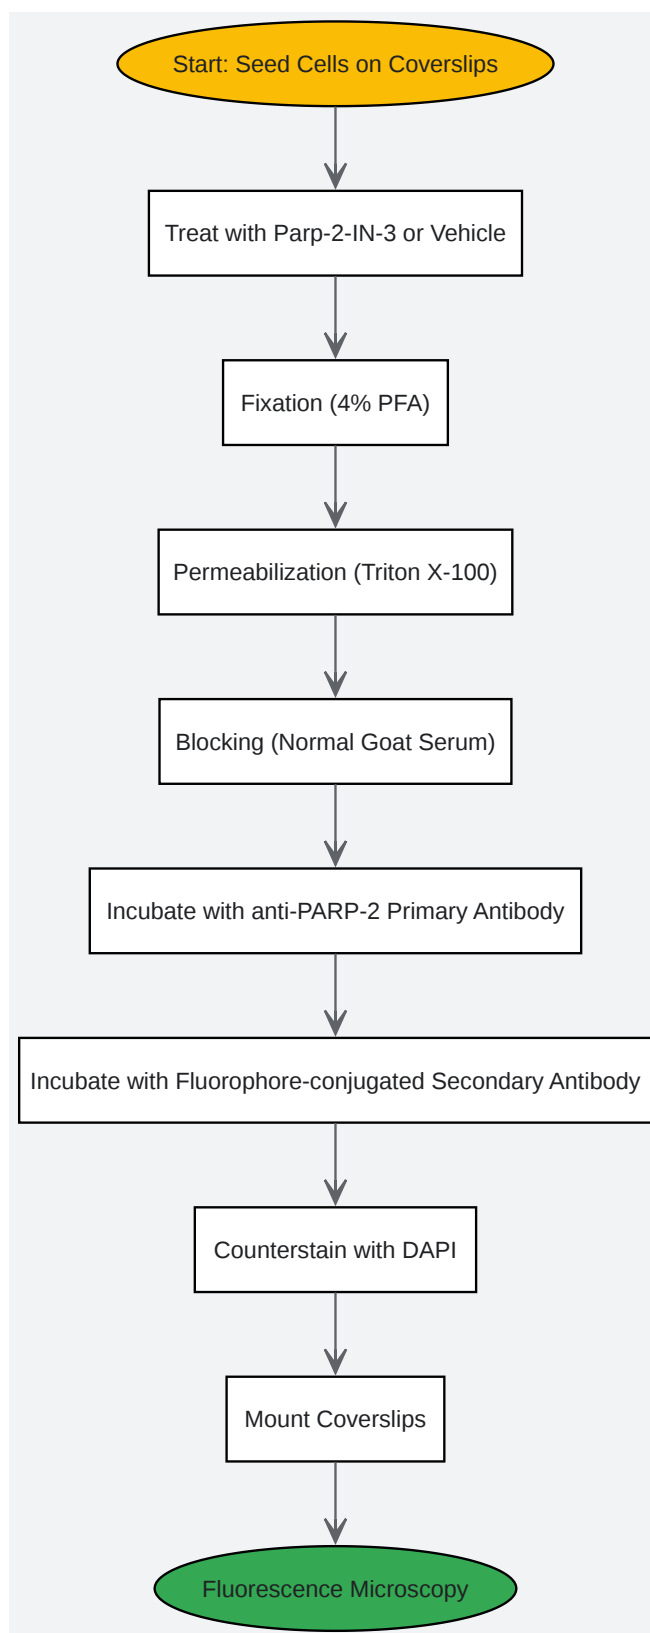 Start: Seed Cells on Coverslips
Treat with Parp-2-IN-3 or Vehicle
Fixation (4% PFA)
Permeabilization (Triton X-100)
Blocking (Normal Goat Serum)
Incubate with anti-PARP-2 Primary Antibody
Incubate with Fluorophore-conjugated Secondary Antibody
Counterstain with DAPI
Mount Coverslips
Fluorescence Microscopy